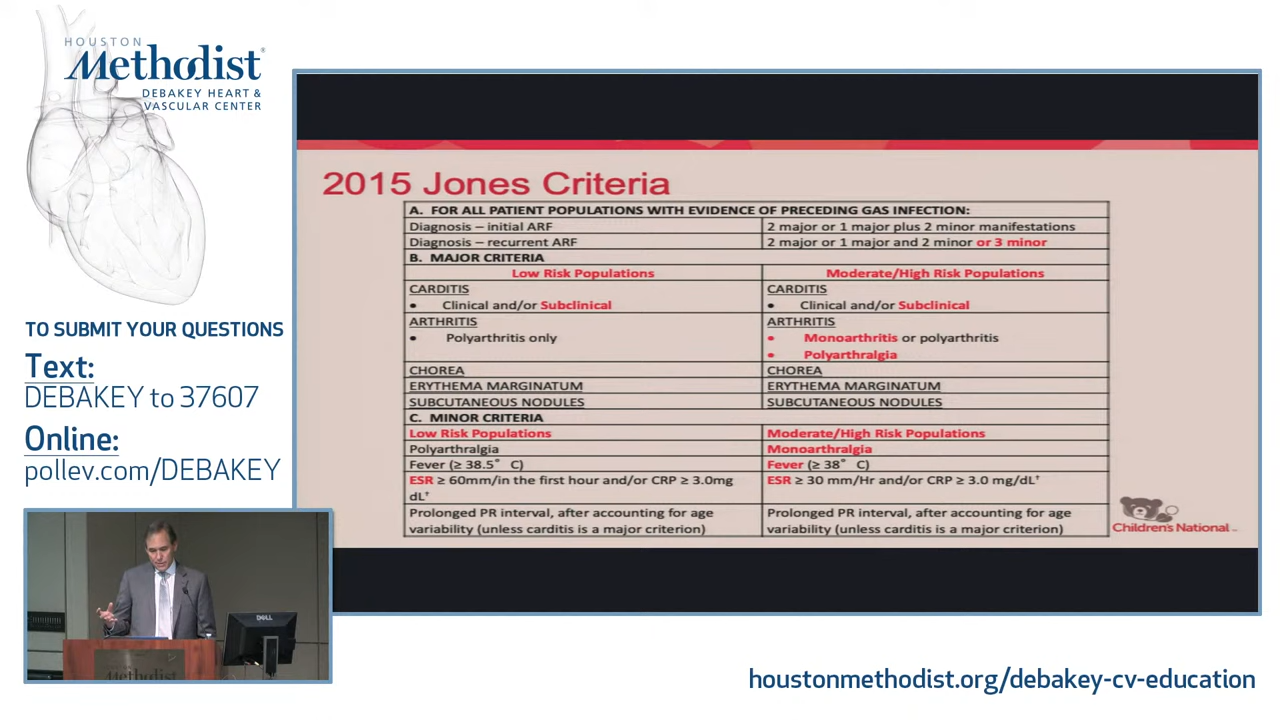 HOUSTON
Methodist®
DEBAKEY HEART &
VASCULAR CENTER
TO SUBMIT YOUR QUESTIONS
Text:
DEBAKEY to 37607
Online:
pollev.com/DEBAKEY
2015 Jones Criteria
A. FOR ALL PATIENT POPULATIONS WITH EVIDENCE OF PRECEDING GAS INFECTION:
Diagnosis – initial ARF 2 major or 1 major plus 2 minor manifestations
Diagnosis – recurrent ARF 2 major or 1 major and 2 minor or 3 minor
B. MAJOR CRITERIA
Low Risk Populations Moderate/High Risk Populations
CARDITIS CARDITIS
• Clinical and/or Subclinical • Clinical and/or Subclinical
ARTHRITIS ARTHRITIS
• Polyarthritis only • Monoarthritis or polyarthritis
• Polyarthralgia
CHOREA CHOREA
ERYTHEMA MARGINATUM ERYTHEMA MARGINATUM
SUBCUTANEOUS NODULES SUBCUTANEOUS NODULES
C. MINOR CRITERIA
Low Risk Populations Moderate/High Risk Populations
Polyarthralgia Monoarthralgia
Fever (≥ 38.5° C) Fever (≥ 38° C)
ESR ≥ 60mm/in the first hour and/or CRP ≥ 3.0mg ESR ≥ 30 mm/Hr and/or CRP ≥ 3.0 mg/dL†
dL†
Prolonged PR interval, after accounting for age Prolonged PR interval, after accounting for age
variability (unless carditis is a major criterion) variability (unless carditis is a major criterion)
Children's National
DELL
Methodist
houstonmethodist.org/debakey-cv-education